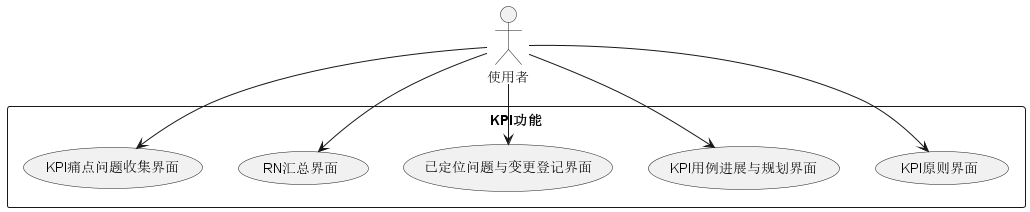 使用者
KPI功能
KPI痛点问题收集界面
RN汇总界面
已定位问题与变更登记界面
KPI用例进展与规划界面
KPI原则界面